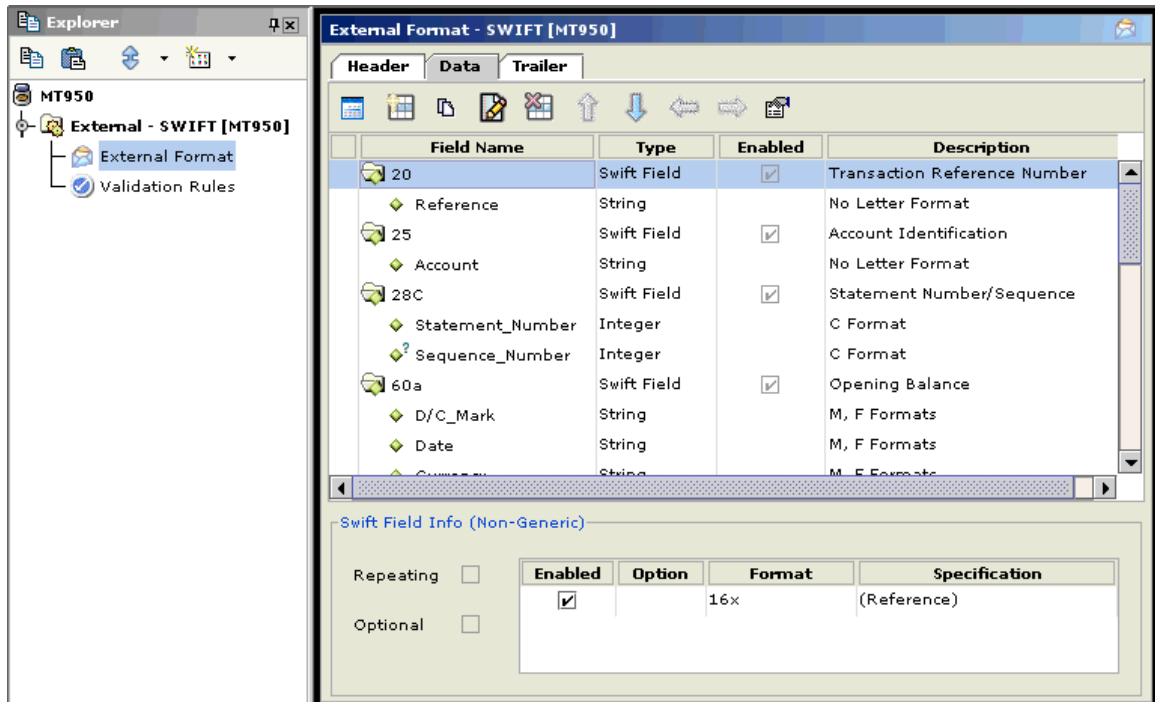 Explorer
MT950
External - SWIFT [MT950]
External Format
Validation Rules
External Format - SWIFT [MT950]
Header Data Trailer
Field Name Type Enabled Description
20 Swift Field Transaction Reference Number
Reference String No Letter Format
25 Swift Field Account Identification
Account String No Letter Format
28C Swift Field Statement Number/Sequence
Statement_Number Integer C Format
? Sequence_Number Integer C Format
60a Swift Field Opening Balance
D/C_Mark String M, F Formats
Date String M, F Formats
Currency String M, F Formats
Swift Field Info (Non-Generic)
Repeating
Optional
Enabled Option Format Specification
16x (Reference)